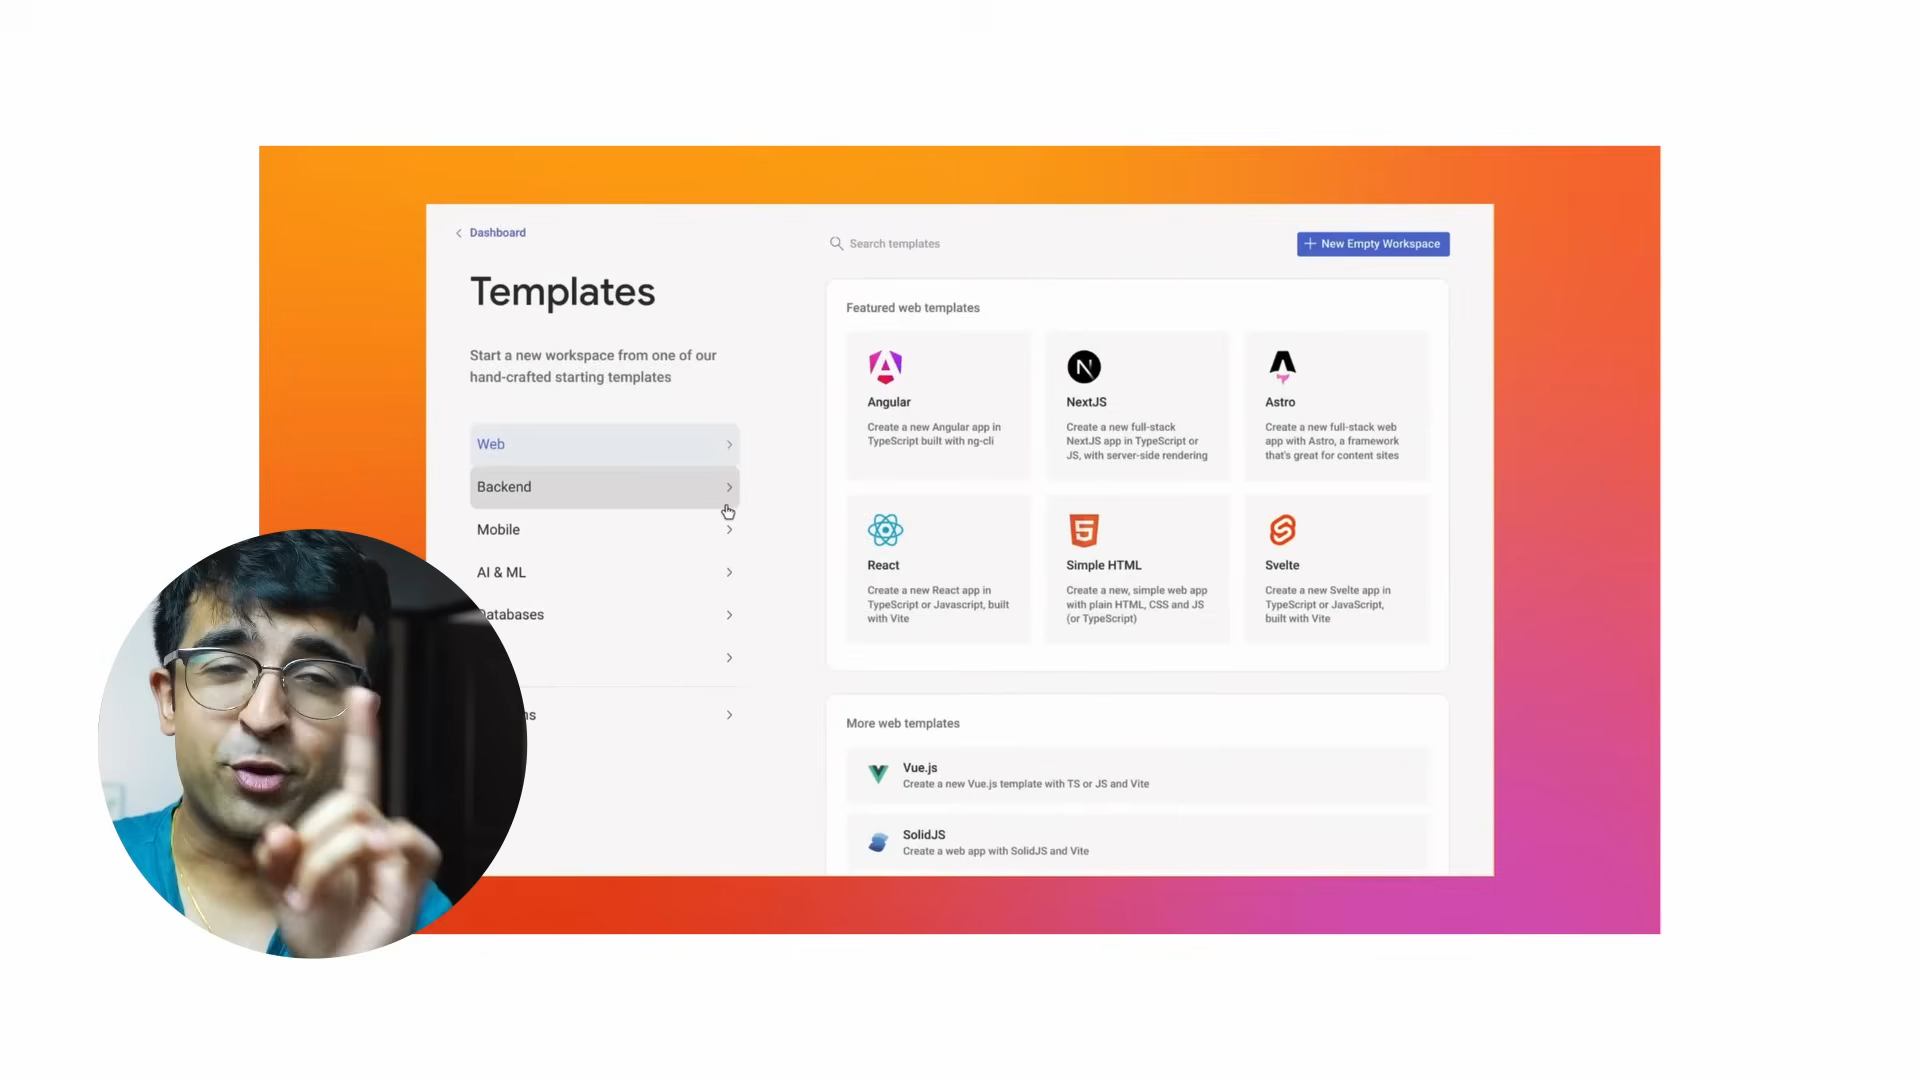 Dashboard
Templates
Start a new workspace from one of our
hand-crafted starting templates
Web
Backend
Mobile
AI & ML
Databases
Search templates
New Empty Workspace
Featured web templates
Angular
Create a new Angular app in
TypeScript built with ng-cli
NextJS
Create a new full-stack
NextJS app in TypeScript or
JS, with server-side rendering
Astro
Create a new full-stack web
app with Astro, a framework
that's great for content sites
React
Create a new React app in
TypeScript or Javascript, built
with Vite
Simple HTML
Create a new, simple web app
with plain HTML, CSS and JS
(or TypeScript)
Svelte
Create a new Svelte app in
TypeScript or JavaScript,
built with Vite
More web templates
Vue.js
Create a new Vue.js template with TS or JS and Vite
SolidJS
Create a web app with SolidJS and Vite